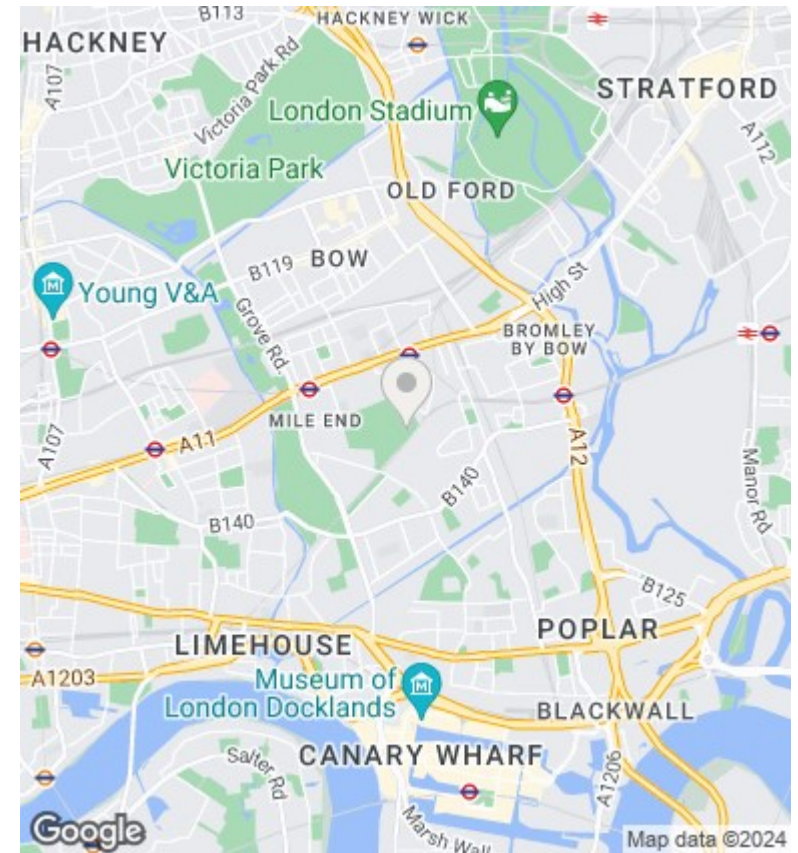 B113
HACKNEY WICK
HACKNEY
A107
Victoria Park Rd
STRATFORD
London Stadium
A112
Victoria Park
OLD FORD
B119
BOW
Young V&A
High St
Grove Rd.
BROMLEY
BY BOW
MILE END
A107
A11
A12
B140
Manor Rd
B140
B125
POPLAR
LIMEHOUSE
A1203
Museum of
London Docklands
BLACKWALL
CANARY WHARF
Salter Rd
A1206
Marsh Wall
Google
Map data ©2024